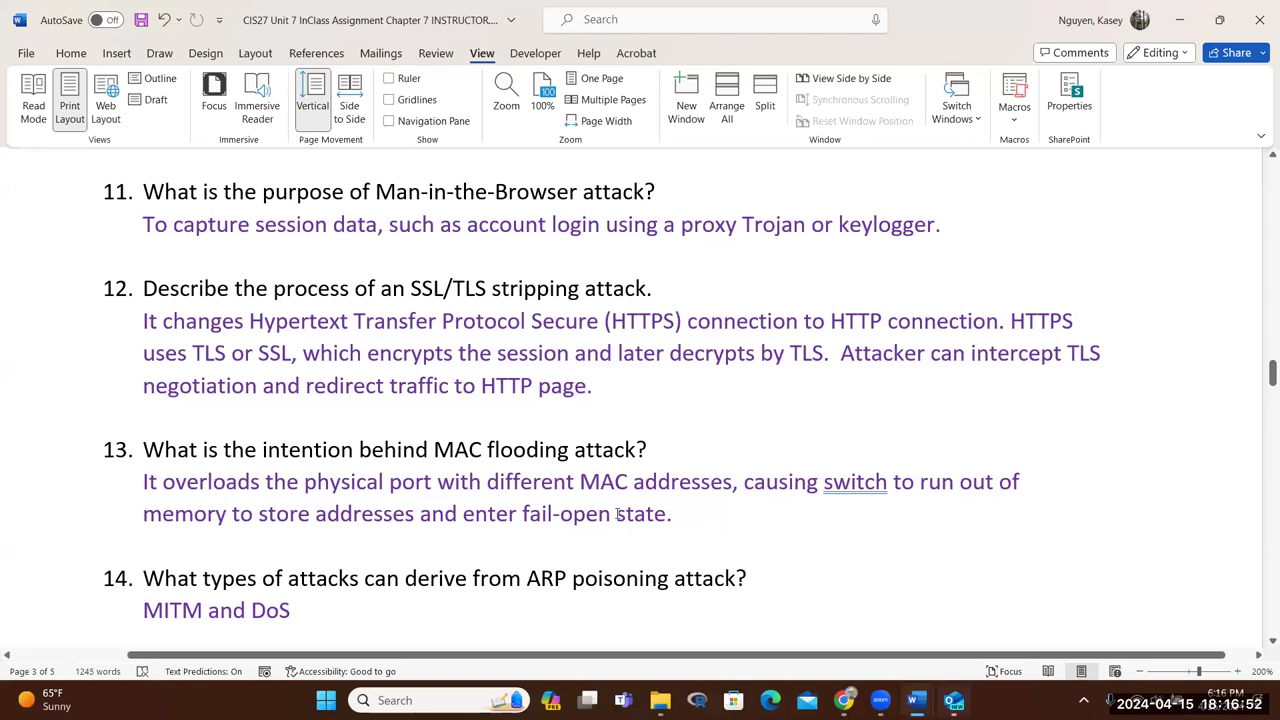 AutoSave Off CIS27 Unit 7 InClass Assignment Chapter 7 INSTRUCTOR.... Search Nguyen, Kasey
File Home Insert Draw Design Layout References Mailings Review View Developer Help Acrobat Comments Editing Share
Read Mode Print Layout Web Layout Outline Draft Focus Immersive Reader Vertical Side to Side Ruler Gridlines Navigation Pane Zoom 100% One Page Multiple Pages Page Width New Window Arrange All Split View Side by Side Synchronous Scrolling Reset Window Position Switch Windows Macros Properties
Views Immersive Page Movement Show Zoom Window Macros SharePoint
11. What is the purpose of Man-in-the-Browser attack?
To capture session data, such as account login using a proxy Trojan or keylogger.
12. Describe the process of an SSL/TLS stripping attack.
It changes Hypertext Transfer Protocol Secure (HTTPS) connection to HTTP connection. HTTPS
uses TLS or SSL, which encrypts the session and later decrypts by TLS. Attacker can intercept TLS
negotiation and redirect traffic to HTTP page.
13. What is the intention behind MAC flooding attack?
It overloads the physical port with different MAC addresses, causing switch to run out of
memory to store addresses and enter fail-open state.
14. What types of attacks can derive from ARP poisoning attack?
MITM and DoS
Page 3 of 5 1245 words Text Predictions: On Accessibility: Good to go Focus 200%
65°F
Sunny
Search
6:16 PM
2024-04-15 18:16:52